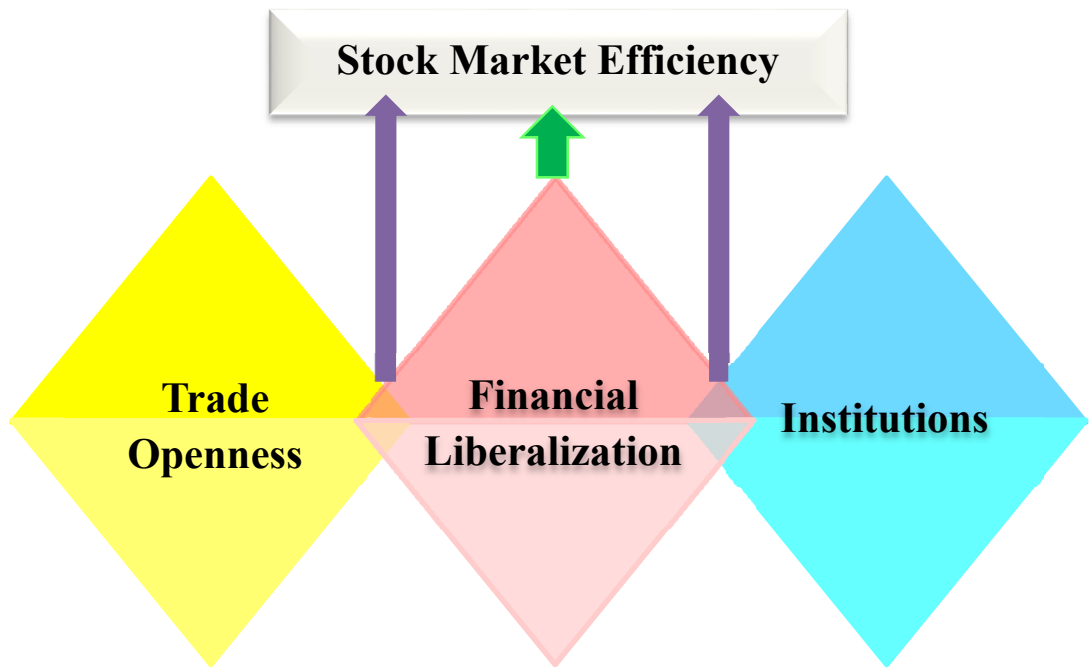 Stock Market Efficiency
Trade
Openness
Financial
Liberalization
Institutions